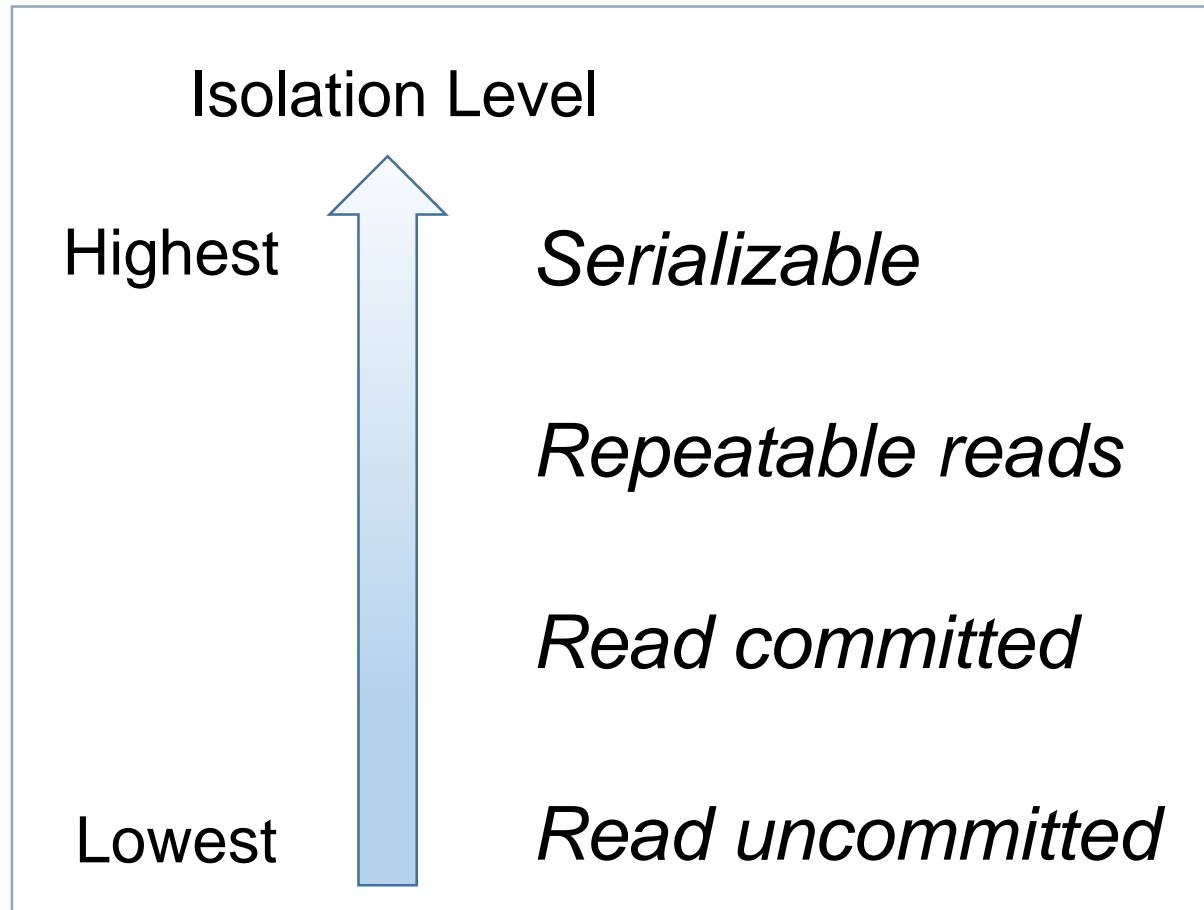 Isolation Level
Highest
Serializable
Repeatable reads
Read committed
Lowest
Read uncommitted